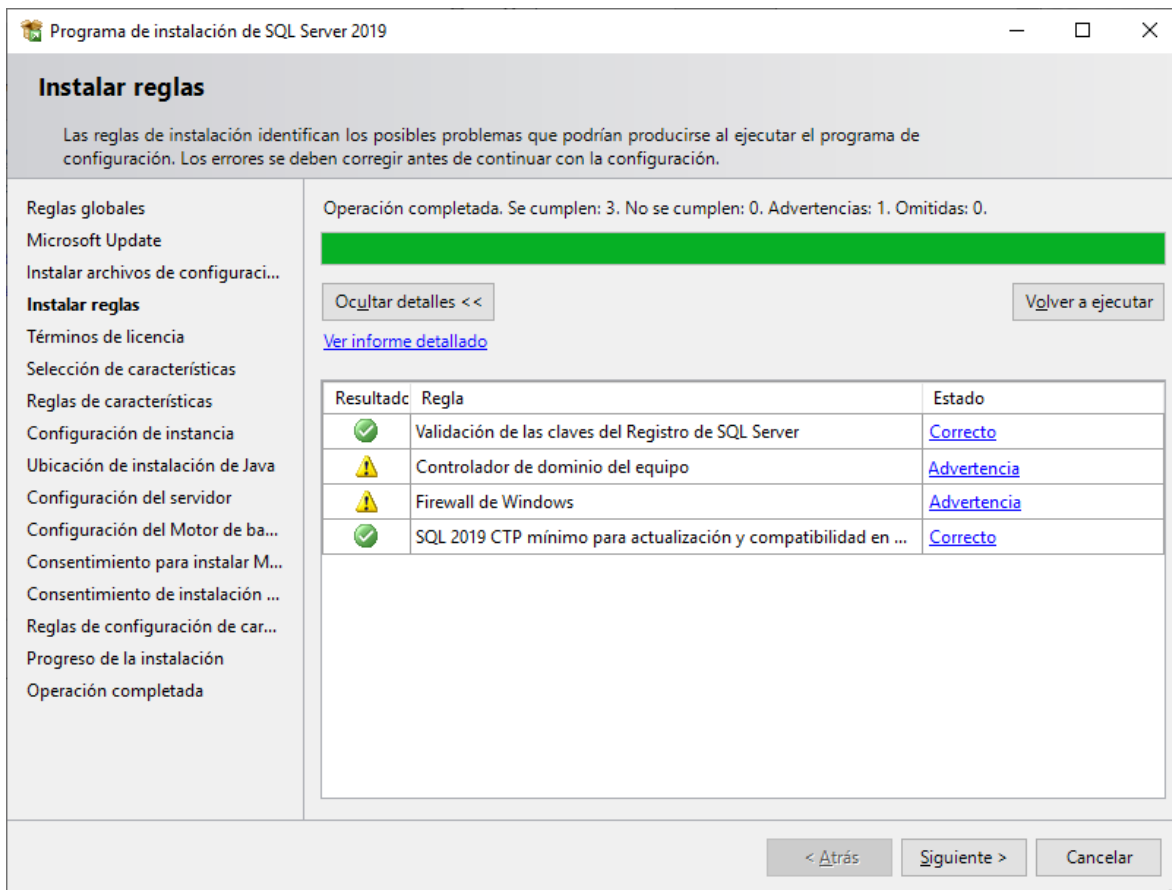 Programa de instalación de SQL Server 2019
Instalar reglas
Las reglas de instalación identifican los posibles problemas que podrían producirse al ejecutar el programa de
configuración. Los errores se deben corregir antes de continuar con la configuración.
Reglas globales
Microsoft Update
Instalar archivos de configuraci...
Instalar reglas
Términos de licencia
Selección de características
Reglas de características
Configuración de instancia
Ubicación de instalación de Java
Configuración del servidor
Configuración del Motor de ba...
Consentimiento para instalar M...
Consentimiento de instalación ...
Reglas de configuración de car...
Progreso de la instalación
Operación completada
Operación completada. Se cumplen: 3. No se cumplen: 0. Advertencias: 1. Omitidas: 0.
Ocultar detalles <<
Volver a ejecutar
Ver informe detallado
Resultado Regla Estado
Validación de las claves del Registro de SQL Server Correcto
Controlador de dominio del equipo Advertencia
Firewall de Windows Advertencia
SQL 2019 CTP mínimo para actualización y compatibilidad en ... Correcto
< Atrás
Siguiente >
Cancelar